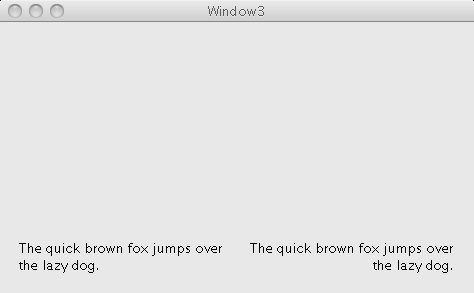 Window3
The quick brown fox jumps over
the lazy dog.
The quick brown fox jumps over
the lazy dog.